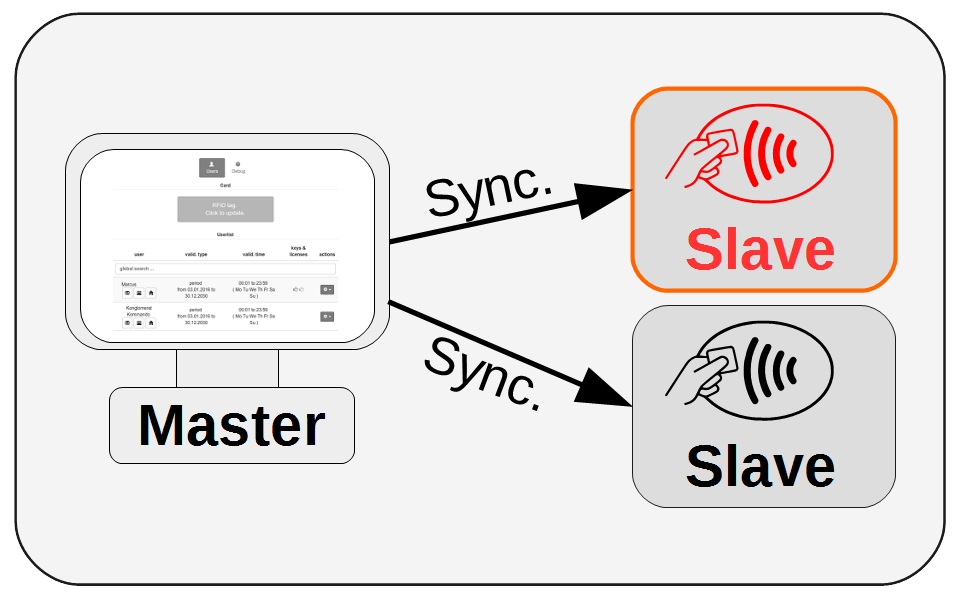 Users Debug
Card
RFID tag.
Click to update.
Userlist
user valid. type valid. time keys & licenses actions
global search ...
Marcus
period
from 03.01.2016 to
30.12.2030
00:01 to 23:59
( Mo Tu We Th Fr Sa
Su )
Konglomerat
Kommando
period
from 03.01.2016 to
30.12.2030
00:01 to 23:59
( Mo Tu We Th Fr Sa
Su )
Master
Sync.
Sync.
Slave
Slave